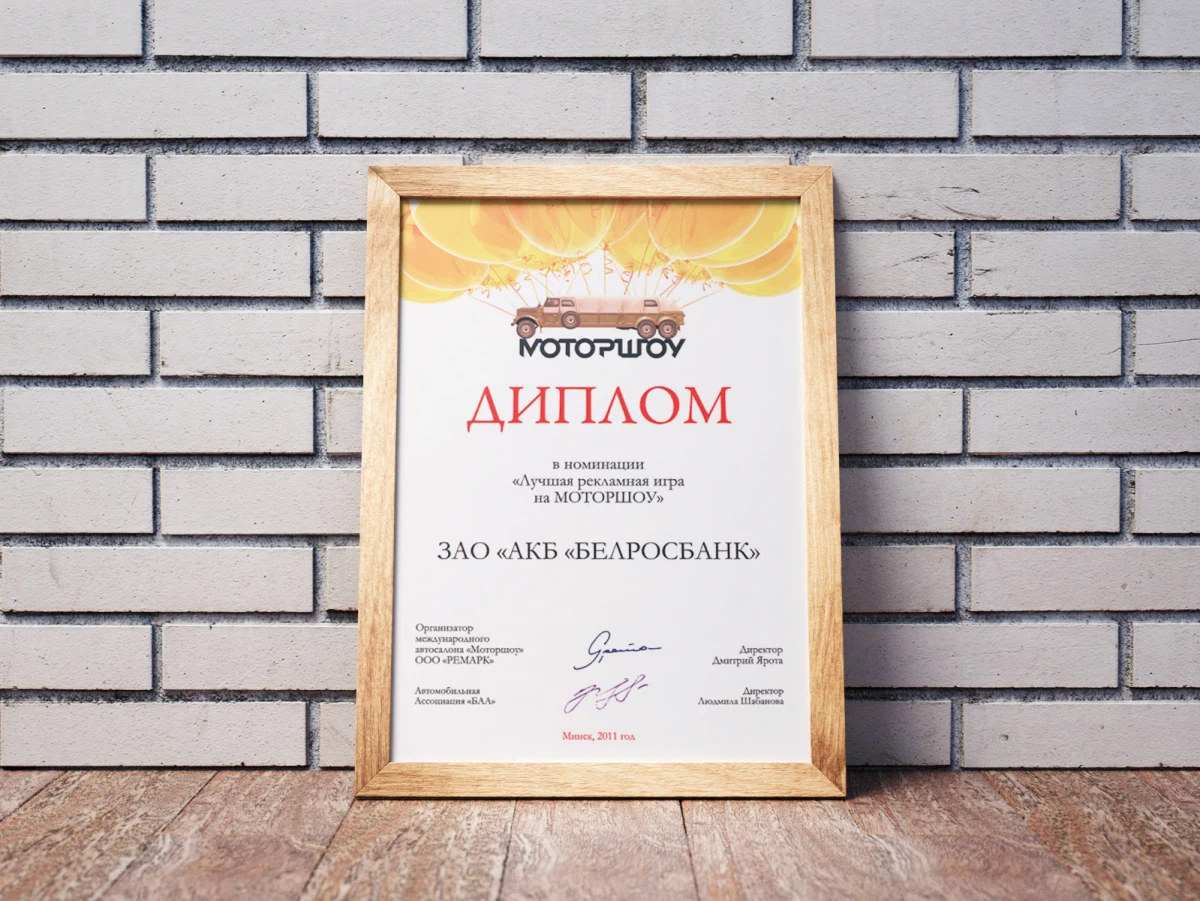 МОТОРШОУ
ДИПЛОМ
в номинации
«Лучшая рекламная игра
на МОТОРШОУ»
ЗАО «АКБ «БЕЛРОСБАНК»
Организатор
международного
автосалона «Моторшоу»
ООО «РЕМАРК»
Директор
Дмитрий Ярота
Автомобильная
Ассоциация «БАА»
Директор
Людмила Шабанова
Минск, 2011 год